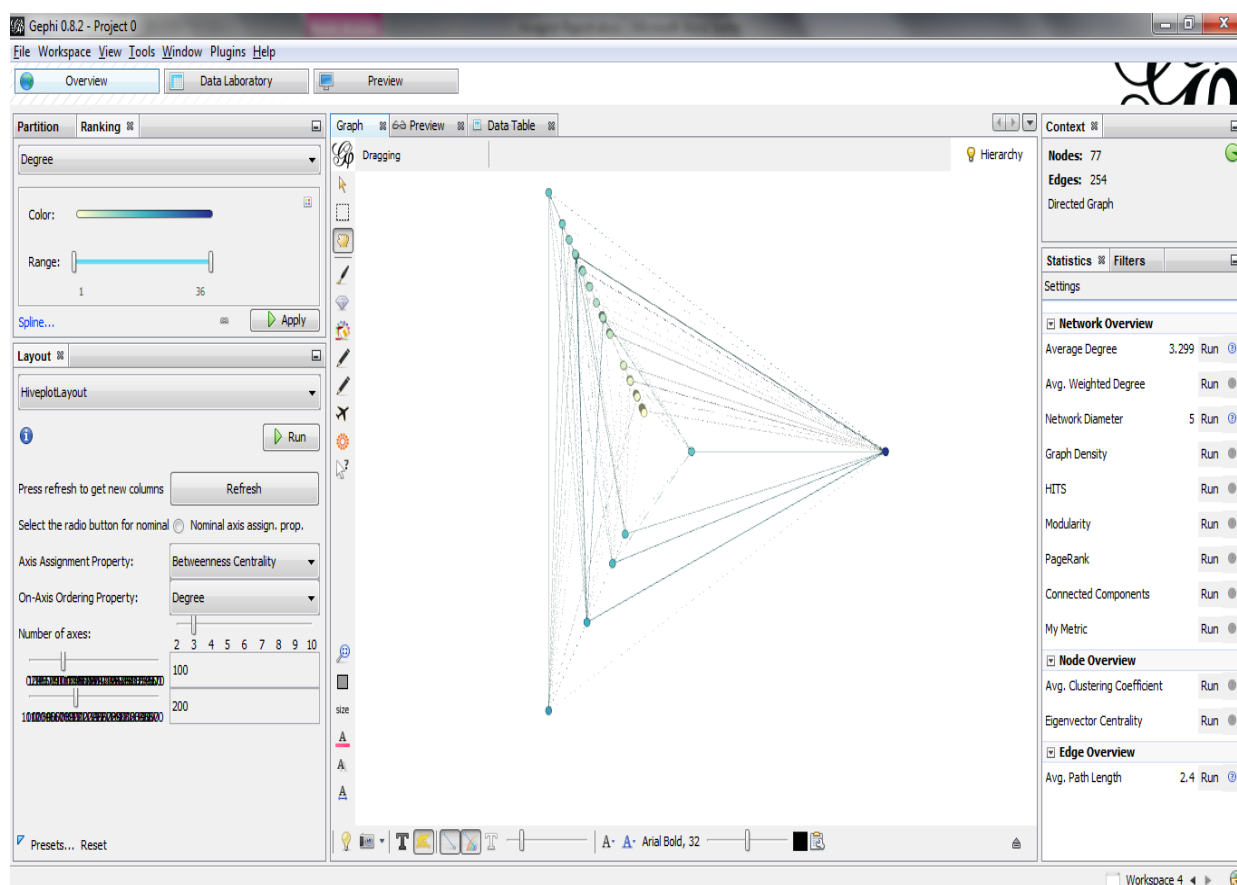 Gephi 0.8.2 - Project 0
File Workspace View Tools Window Plugins Help
Overview Data Laboratory Preview
Partition Ranking
Degree
Color:
Range:
1 36
Spline...
Apply
Layout
HiveplotLayout
Run
Press refresh to get new columns Refresh
Select the radio button for nominal Nominal axis assign. prop.
Axis Assignment Property: Betweenness Centrality
On-Axis Ordering Property: Degree
Number of axes:
2 3 4 5 6 7 8 9 10
100
200
Presets... Reset
Graph Preview Data Table
Dragging
Hierarchy
size
A
A
A
T T A- A- Arial Bold, 32
Context
Nodes: 77
Edges: 254
Directed Graph
Statistics Filters
Settings
Network Overview
Average Degree 3.299 Run
Avg. Weighted Degree Run
Network Diameter 5 Run
Graph Density Run
HITS Run
Modularity Run
PageRank Run
Connected Components Run
My Metric Run
Node Overview
Avg. Clustering Coefficient Run
Eigenvector Centrality Run
Edge Overview
Avg. Path Length 2.4 Run
Workspace 4